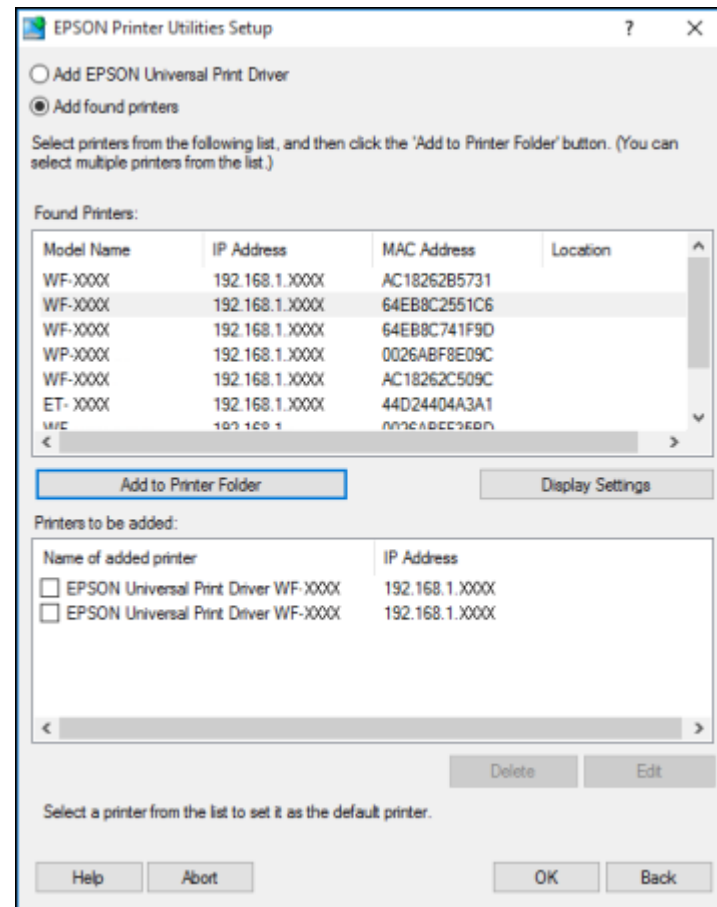 EPSON Printer Utilities Setup ? ×
Add EPSON Universal Print Driver
Add found printers
Select printers from the following list, and then click the 'Add to Printer Folder' button. (You can
select multiple printers from the list.)
Found Printers:
Model Name IP Address MAC Address Location
WF-XXXX 192.168.1.XXXX AC18262B5731
WF-XXXX 192.168.1.XXXX 64EB8C2551C6
WF-XXXX 192.168.1.XXXX 64EB8C741F9D
WP-XXXX 192.168.1.XXXX 0026ABF8E09C
WF-XXXX 192.168.1.XXXX AC18262C509C
ET- XXXX 192.168.1.XXXX 44D24404A3A1
WF 192.168.1
Add to Printer Folder Display Settings
Printers to be added:
Name of added printer IP Address
EPSON Universal Print Driver WF-XXXX 192.168.1.XXXX
EPSON Universal Print Driver WF-XXXX 192.168.1.XXXX
Delete Edit
Select a printer from the list to set it as the default printer.
Help Abort OK Back